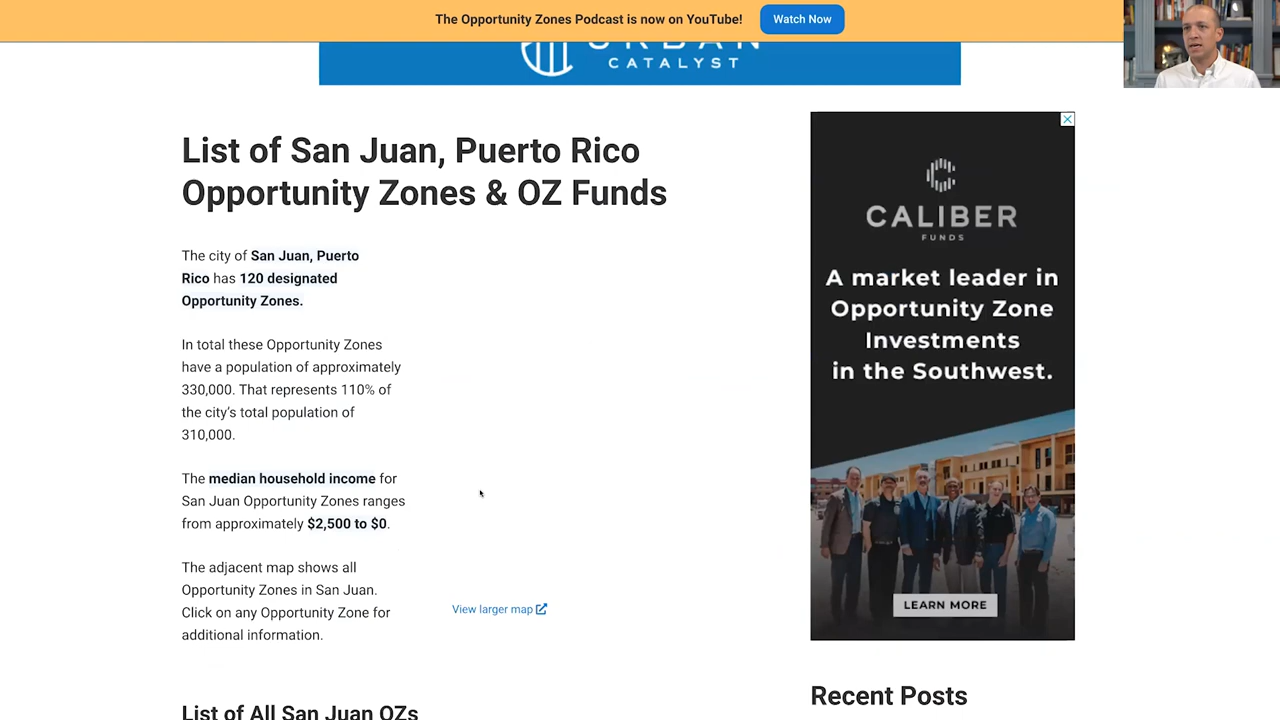 The Opportunity Zones Podcast is now on YouTube!
Watch Now
URBAN
CATALYST
List of San Juan, Puerto Rico
Opportunity Zones & OZ Funds
The city of San Juan, Puerto
Rico has 120 designated
Opportunity Zones.
In total these Opportunity Zones
have a population of approximately
330,000. That represents 110% of
the city's total population of
310,000.
The median household income for
San Juan Opportunity Zones ranges
from approximately $2,500 to $0.
The adjacent map shows all
Opportunity Zones in San Juan.
Click on any Opportunity Zone for
additional information.
View larger map
List of All San Juan OZs
CALIBER
FUNDS
A market leader in
Opportunity Zone
Investments
in the Southwest.
LEARN MORE
Recent Posts